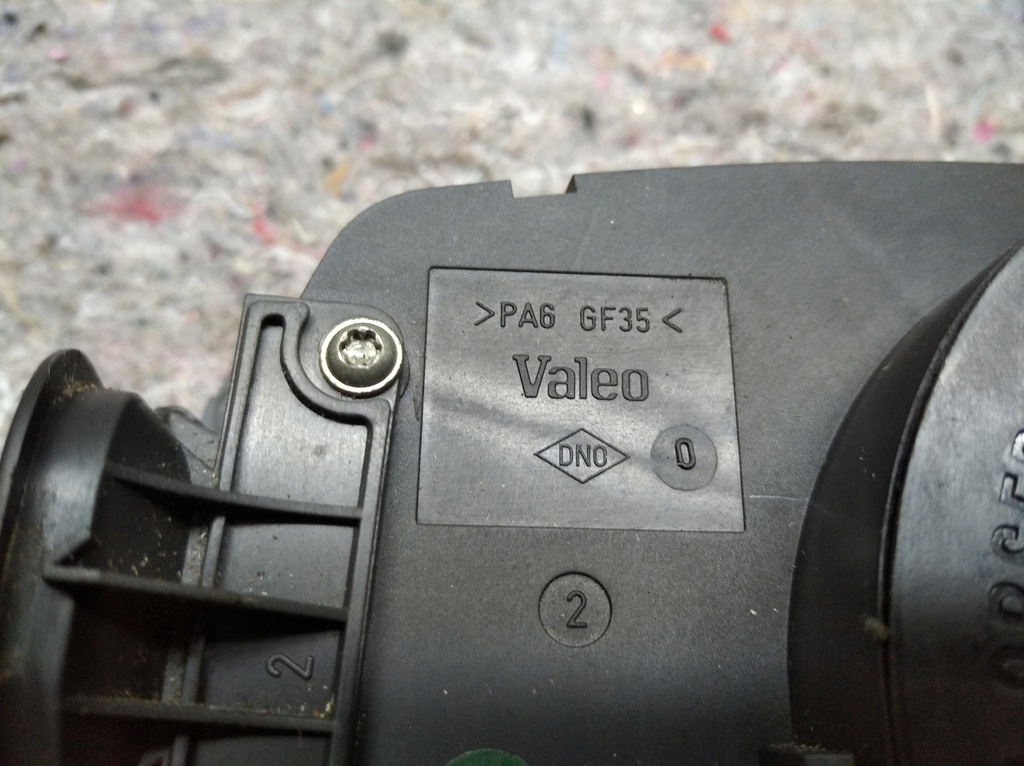 >PA6 GF35<
Valeo
DNO 0
2
2